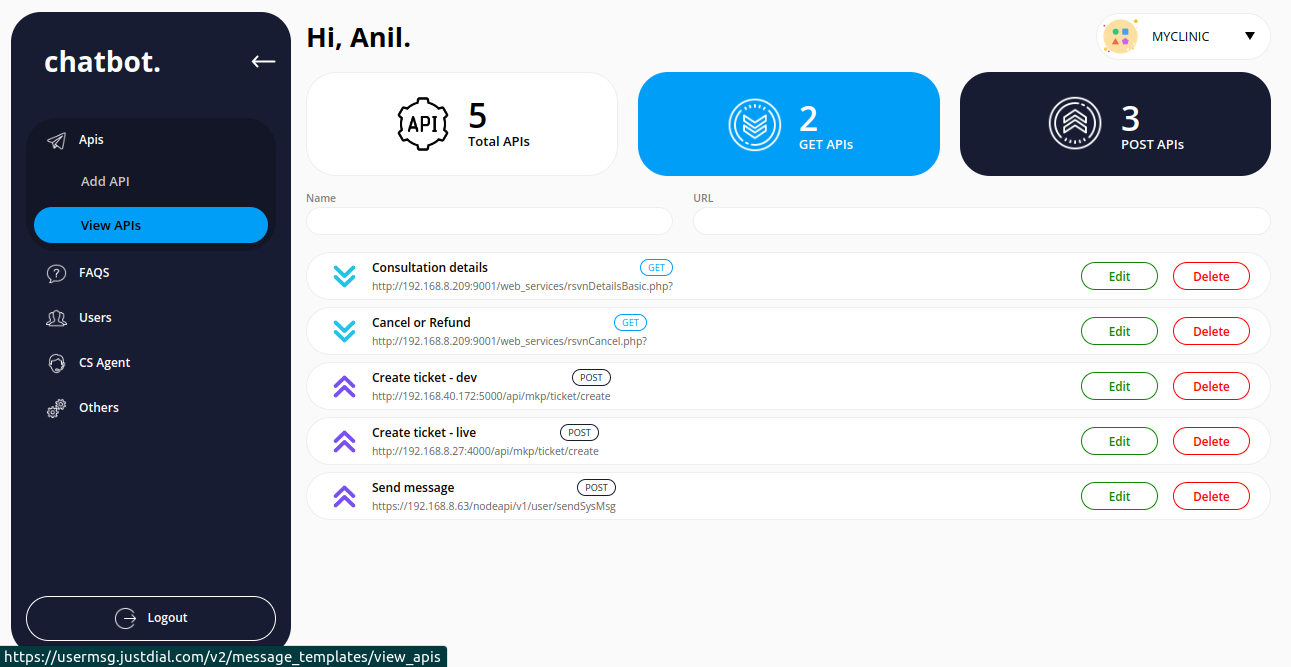 chatbot.
Apis
Add API
View APIs
FAQS
Users
CS Agent
Others
Logout
Hi, Anil.
MYCLINIC
API
5
Total APIs
2
GET APIs
3
POST APIs
Name
URL
Consultation details GET
http://192.168.8.209:9001/web_services/rsvnDetailsBasic.php?
Edit Delete
Cancel or Refund GET
http://192.168.8.209:9001/web_services/rsvnCancel.php?
Edit Delete
Create ticket - dev POST
http://192.168.40.172:5000/api/mkp/ticket/create
Edit Delete
Create ticket - live POST
http://192.168.8.27:4000/api/mkp/ticket/create
Edit Delete
Send message POST
https://192.168.8.63/nodeapi/v1/user/sendSysMsg
Edit Delete
https://usermsg.justdial.com/v2/message_templates/view_apis